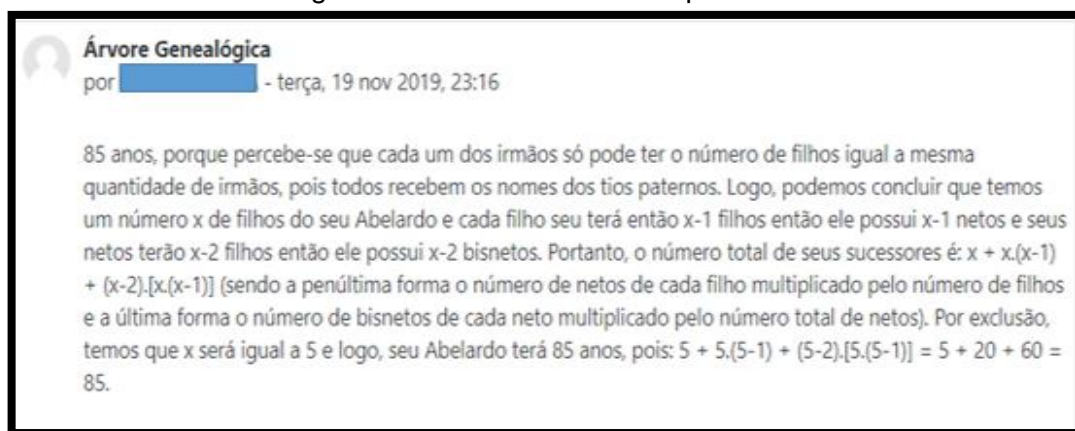 Árvore Genealógica
por - terça, 19 nov 2019, 23:16
85 anos, porque percebe-se que cada um dos irmãos só pode ter o número de filhos igual a mesma
quantidade de irmãos, pois todos recebem os nomes dos tios paternos. Logo, podemos concluir que temos
um número x de filhos do seu Abelardo e cada filho seu terá então x-1 filhos então ele possui x-1 netos e seus
netos terão x-2 filhos então ele possui x-2 bisnetos. Portanto, o número total de seus sucessores é: x + x.(x-1)
+ (x-2).[x.(x-1)] (sendo a penúltima forma o número de netos de cada filho multiplicado pelo número de filhos
e a última forma o número de bisnetos de cada neto multiplicado pelo número total de netos). Por exclusão,
temos que x será igual a 5 e logo, seu Abelardo terá 85 anos, pois: 5 + 5.(5-1) + (5-2).[5.(5-1)] = 5 + 20 + 60 =
85.